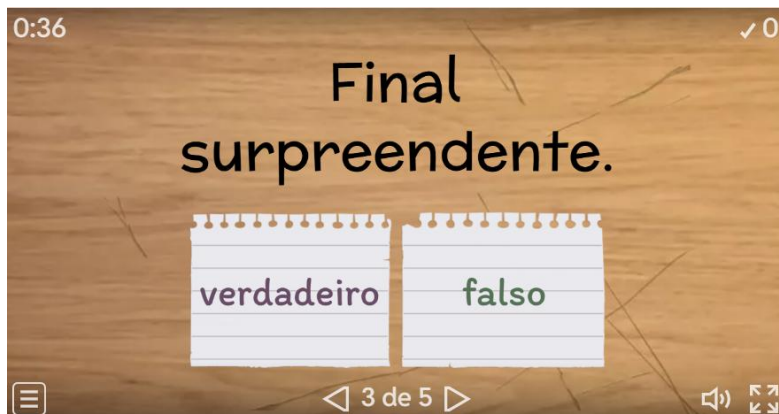 0:36
✓ 0
Final
surpreendente.
verdadeiro
falso
3 de 5